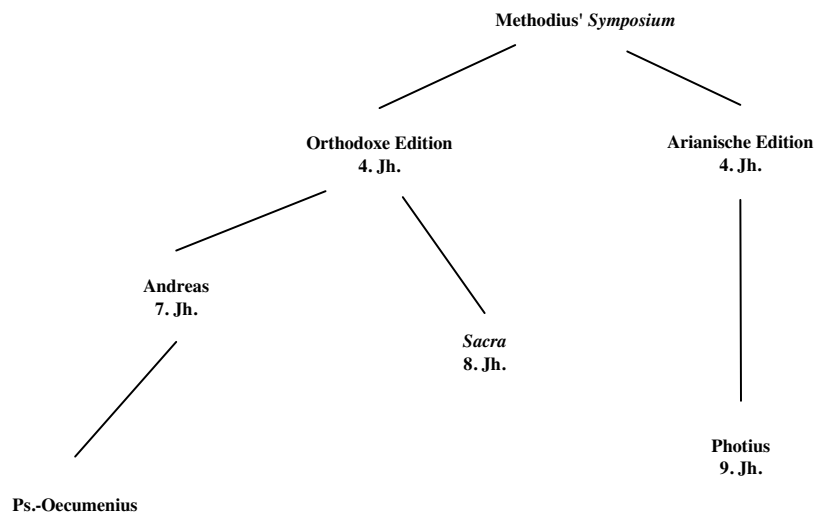 Methodius' Symposium
Orthodoxe Edition
4. Jh.
Arianische Edition
4. Jh.
Andreas
7. Jh.
Sacra
8. Jh.
Photius
9. Jh.
Ps.-Oecumenius